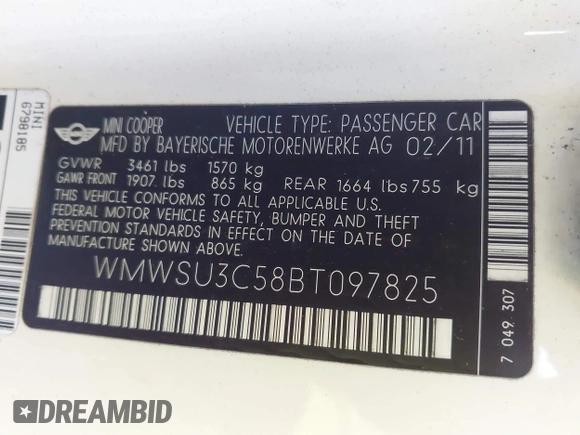 MINI
6798185
MINI COOPER
VEHICLE TYPE: PASSENGER CAR
MFD BY BAYERISCHE MOTORENWERKE AG 02/11
GVWR 3461 lbs 1570 kg
GAWR FRONT 1907 lbs 865 kg REAR 1664 lbs 755 kg
THIS VEHICLE CONFORMS TO ALL APPLICABLE U.S.
FEDERAL MOTOR VEHICLE SAFETY, BUMPER AND THEFT
PREVENTION STANDARDS IN EFFECT ON THE DATE OF
MANUFACTURE SHOWN ABOVE.
WMWSU3C58BT097825
7 049 307
DREAMBID